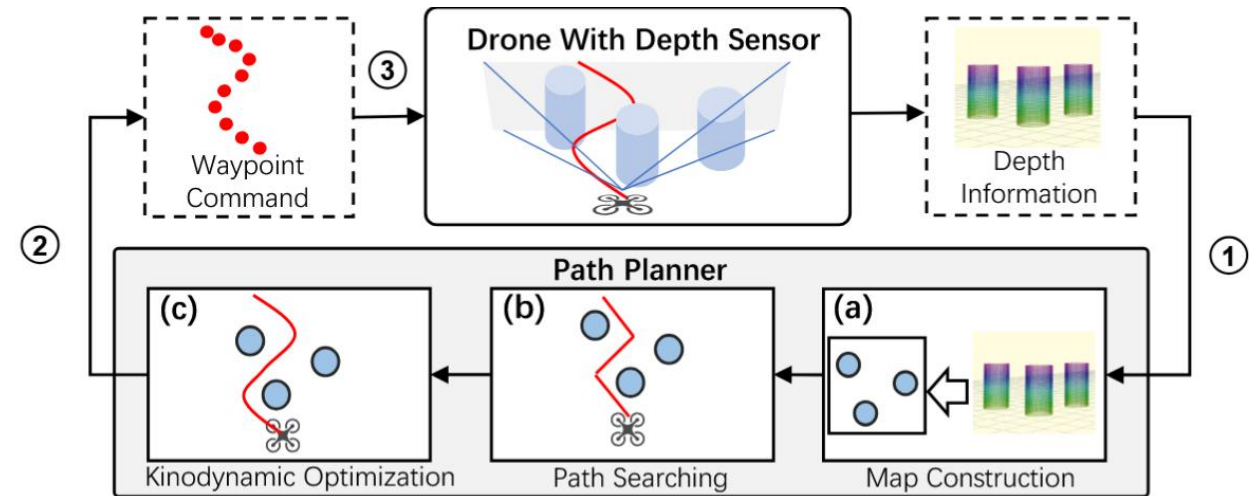 Drone With Depth Sensor
Waypoint
Command
③
Depth
Information
②
①
Path Planner
(c)
(b)
(a)
Kinodynamic Optimization
Path Searching
Map Construction